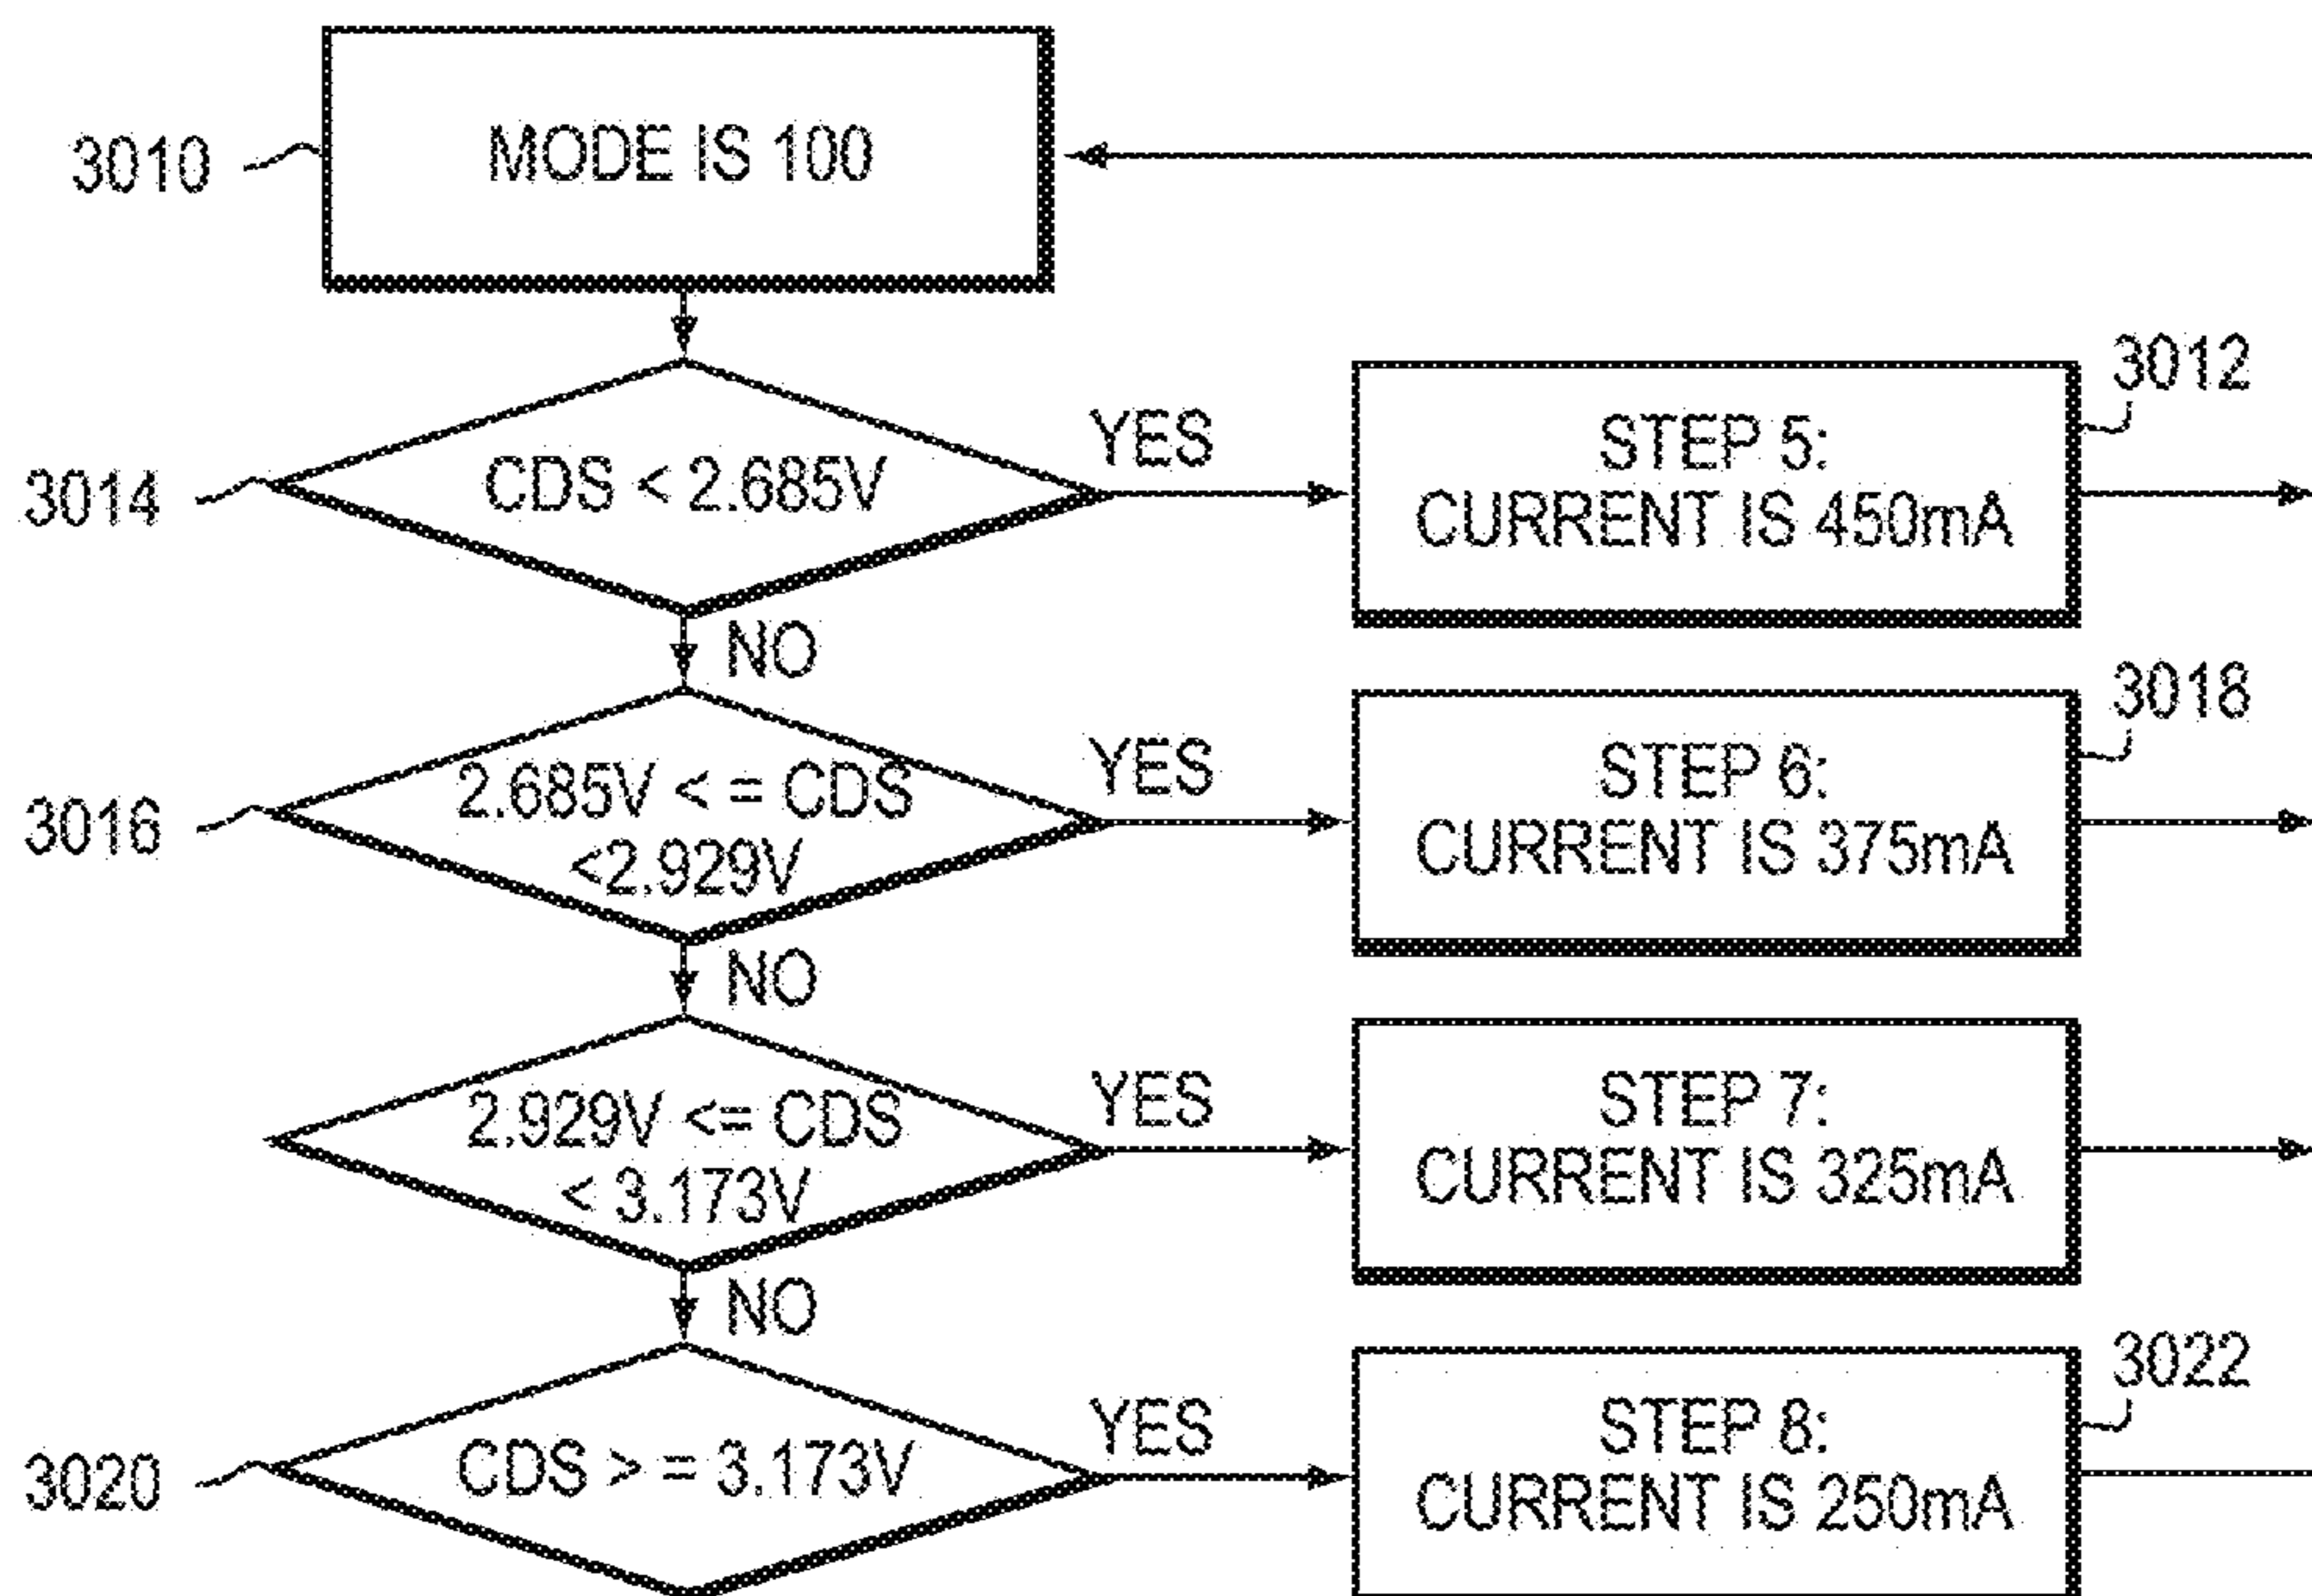 3010
MODE IS 100
3014
CDS < 2.685V
YES
STEP 5:
CURRENT IS 450mA
3012
NO
3016
2.685V < = CDS
<2.929V
YES
STEP 6:
CURRENT IS 375mA
3018
NO
2.929V <= CDS
< 3.173V
YES
STEP 7:
CURRENT IS 325mA
NO
3020
CDS > = 3.173V
YES
STEP 8:
CURRENT IS 250mA
3022